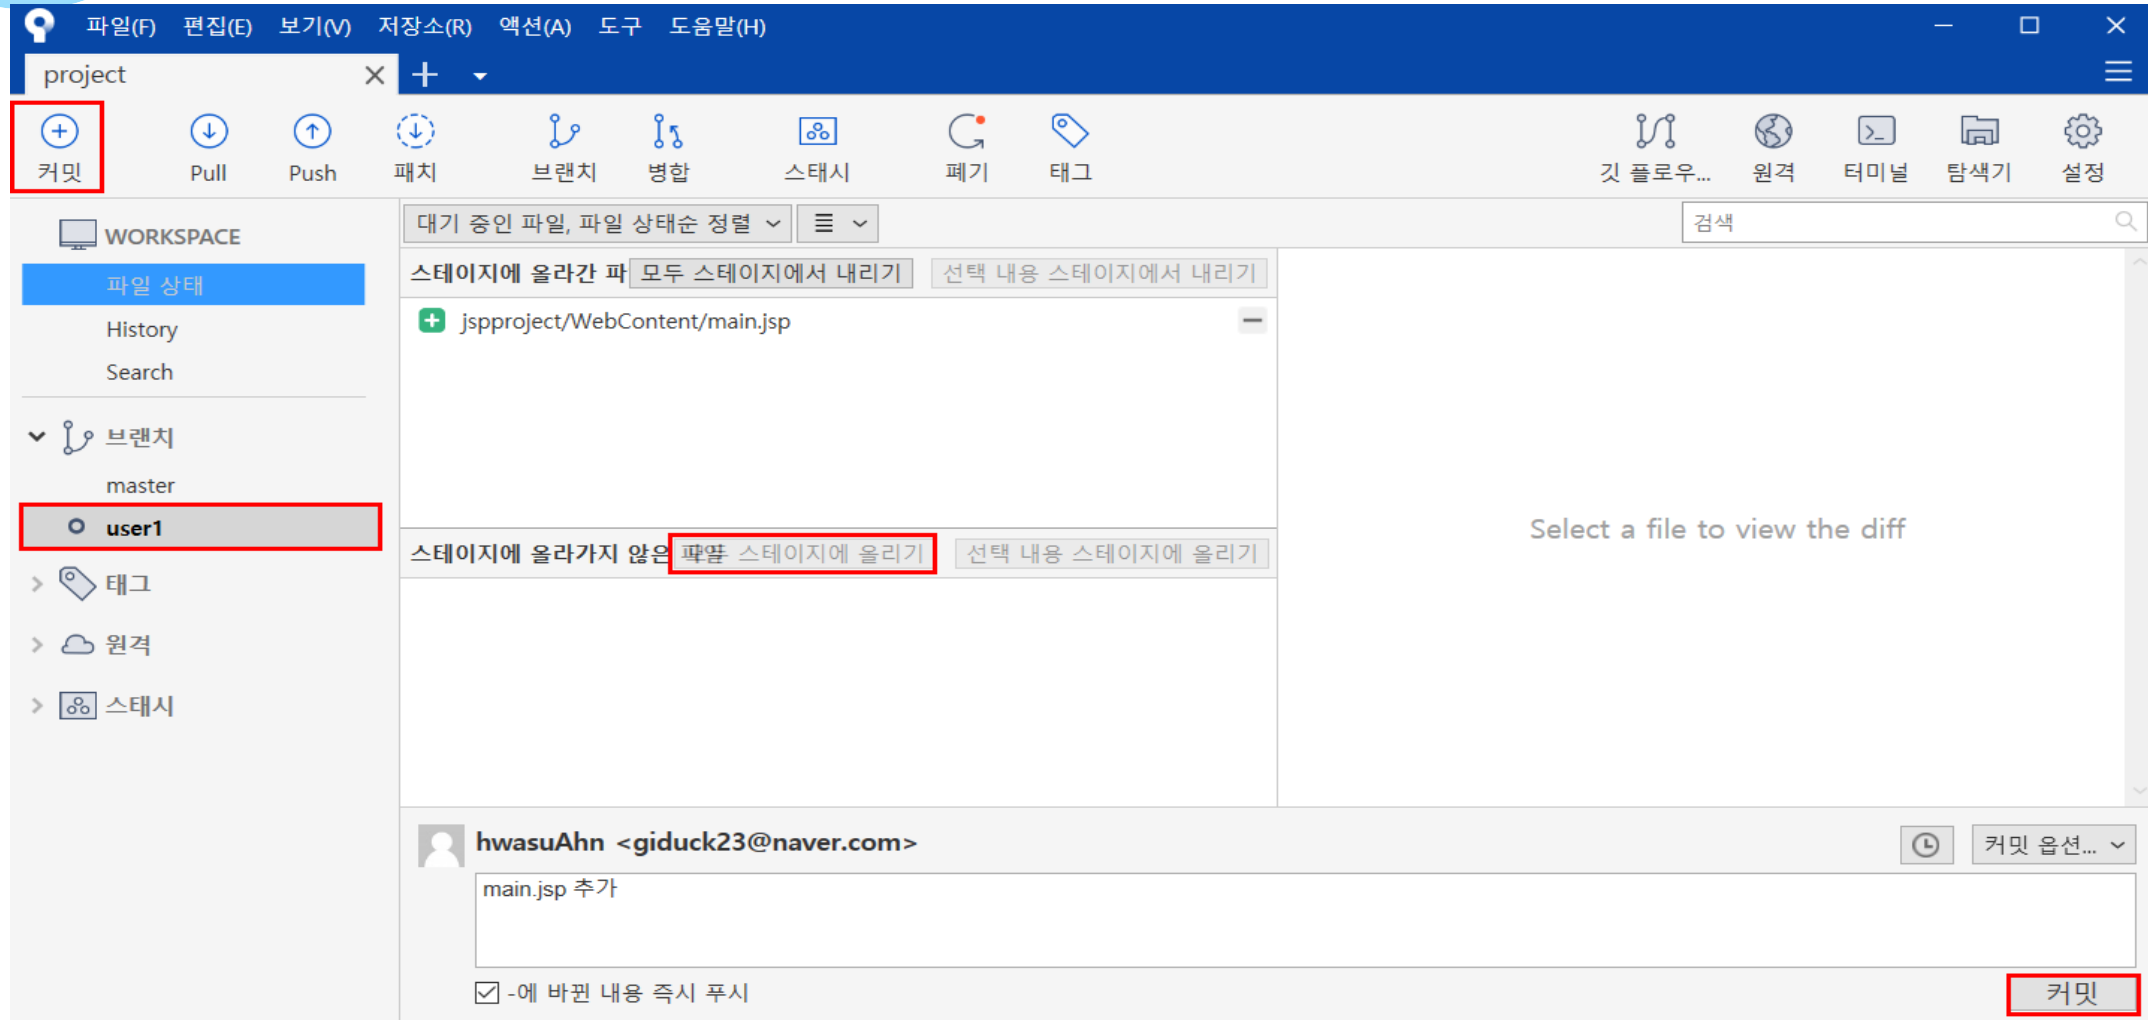 파일(F) 편집(E) 보기(V) 저장소(R) 액션(A) 도구 도움말(H)
project
커밋 Pull Push 패치 브랜치 병합 스태시 폐기 태그 깃 플로우... 원격 터미널 탐색기 설정
WORKSPACE
파일 상태
History
Search
브랜치
master
user1
태그
원격
스태시
대기 중인 파일, 파일 상태순 정렬
검색
스테이지에 올라간 파 모두 스테이지에서 내리기 선택 내용 스테이지에서 내리기
jspproject/WebContent/main.jsp
스테이지에 올라가지 않은 파일 스테이지에 올리기 선택 내용 스테이지에 올리기
Select a file to view the diff
hwasuAhn <giduck23@naver.com>
커밋 옵션...
main.jsp 추가
-에 바뀐 내용 즉시 푸시
커밋